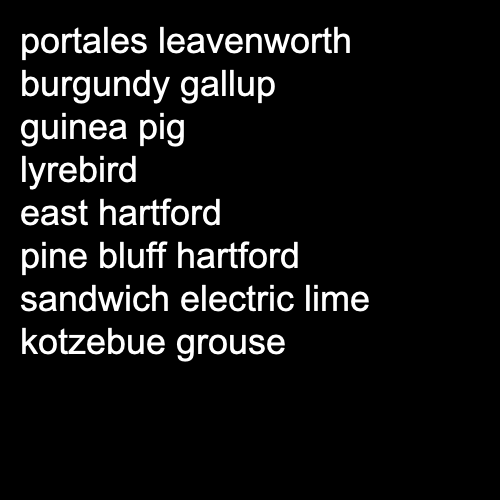 portales leavenworth
burgundy gallup
guinea pig
lyrebird
east hartford
pine bluff hartford
sandwich electric lime
kotzebue grouse